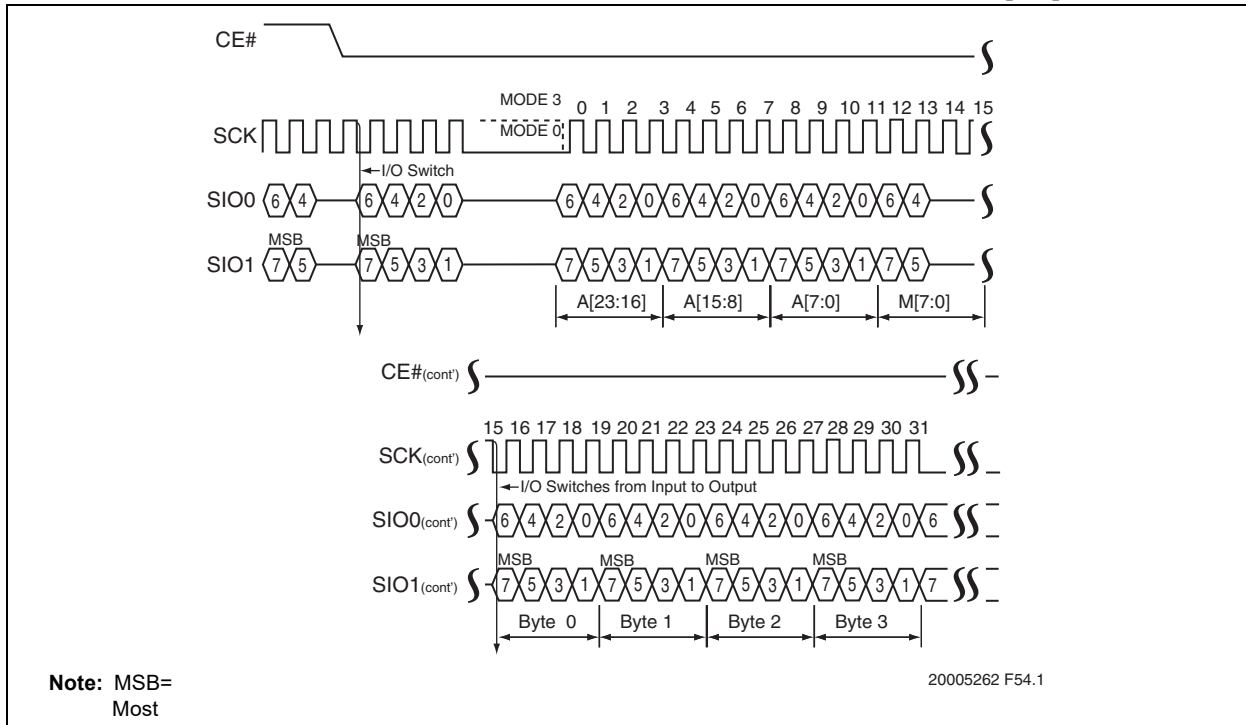 CE#
MODE 3 0 1 2 3 4 5 6 7 8 9 10 11 12 13 14 15
SCK MODE 0
I/O Switch
SIO0 6 4 6 4 2 0 6 4 2 0 6 4 2 0 6 4 2 0 6 4
MSB MSB
SIO1 7 5 7 5 3 1 7 5 3 1 7 5 3 1 7 5 3 1 7 5
A[23:16] A[15:8] A[7:0] M[7:0]
CE#(cont')
15 16 17 18 19 20 21 22 23 24 25 26 27 28 29 30 31
SCK(cont')
I/O Switches from Input to Output
SIO0(cont') 6 4 2 0 6 4 2 0 6 4 2 0 6 4 2 0 6
MSB MSB MSB MSB
SIO1(cont') 7 5 3 1 7 5 3 1 7 5 3 1 7 5 3 1 7
Byte 0 Byte 1 Byte 2 Byte 3
Note: MSB= 20005262 F54.1
Most